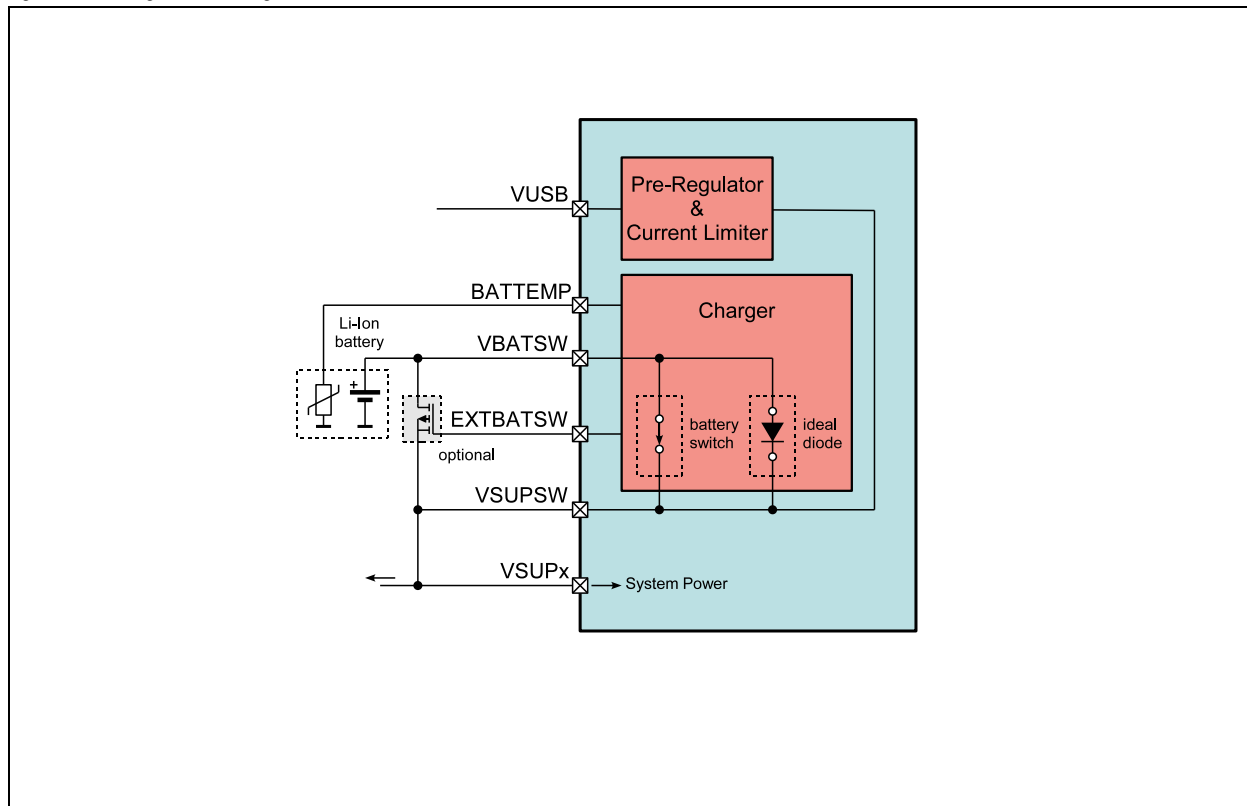 VUSB
Pre-Regulator
&
Current Limiter
BATTEMP
Charger
Li-Ion
battery
VBATSW
+
EXTBATSW
optional
battery
switch
ideal
diode
VSUPSW
VSUPx
System Power